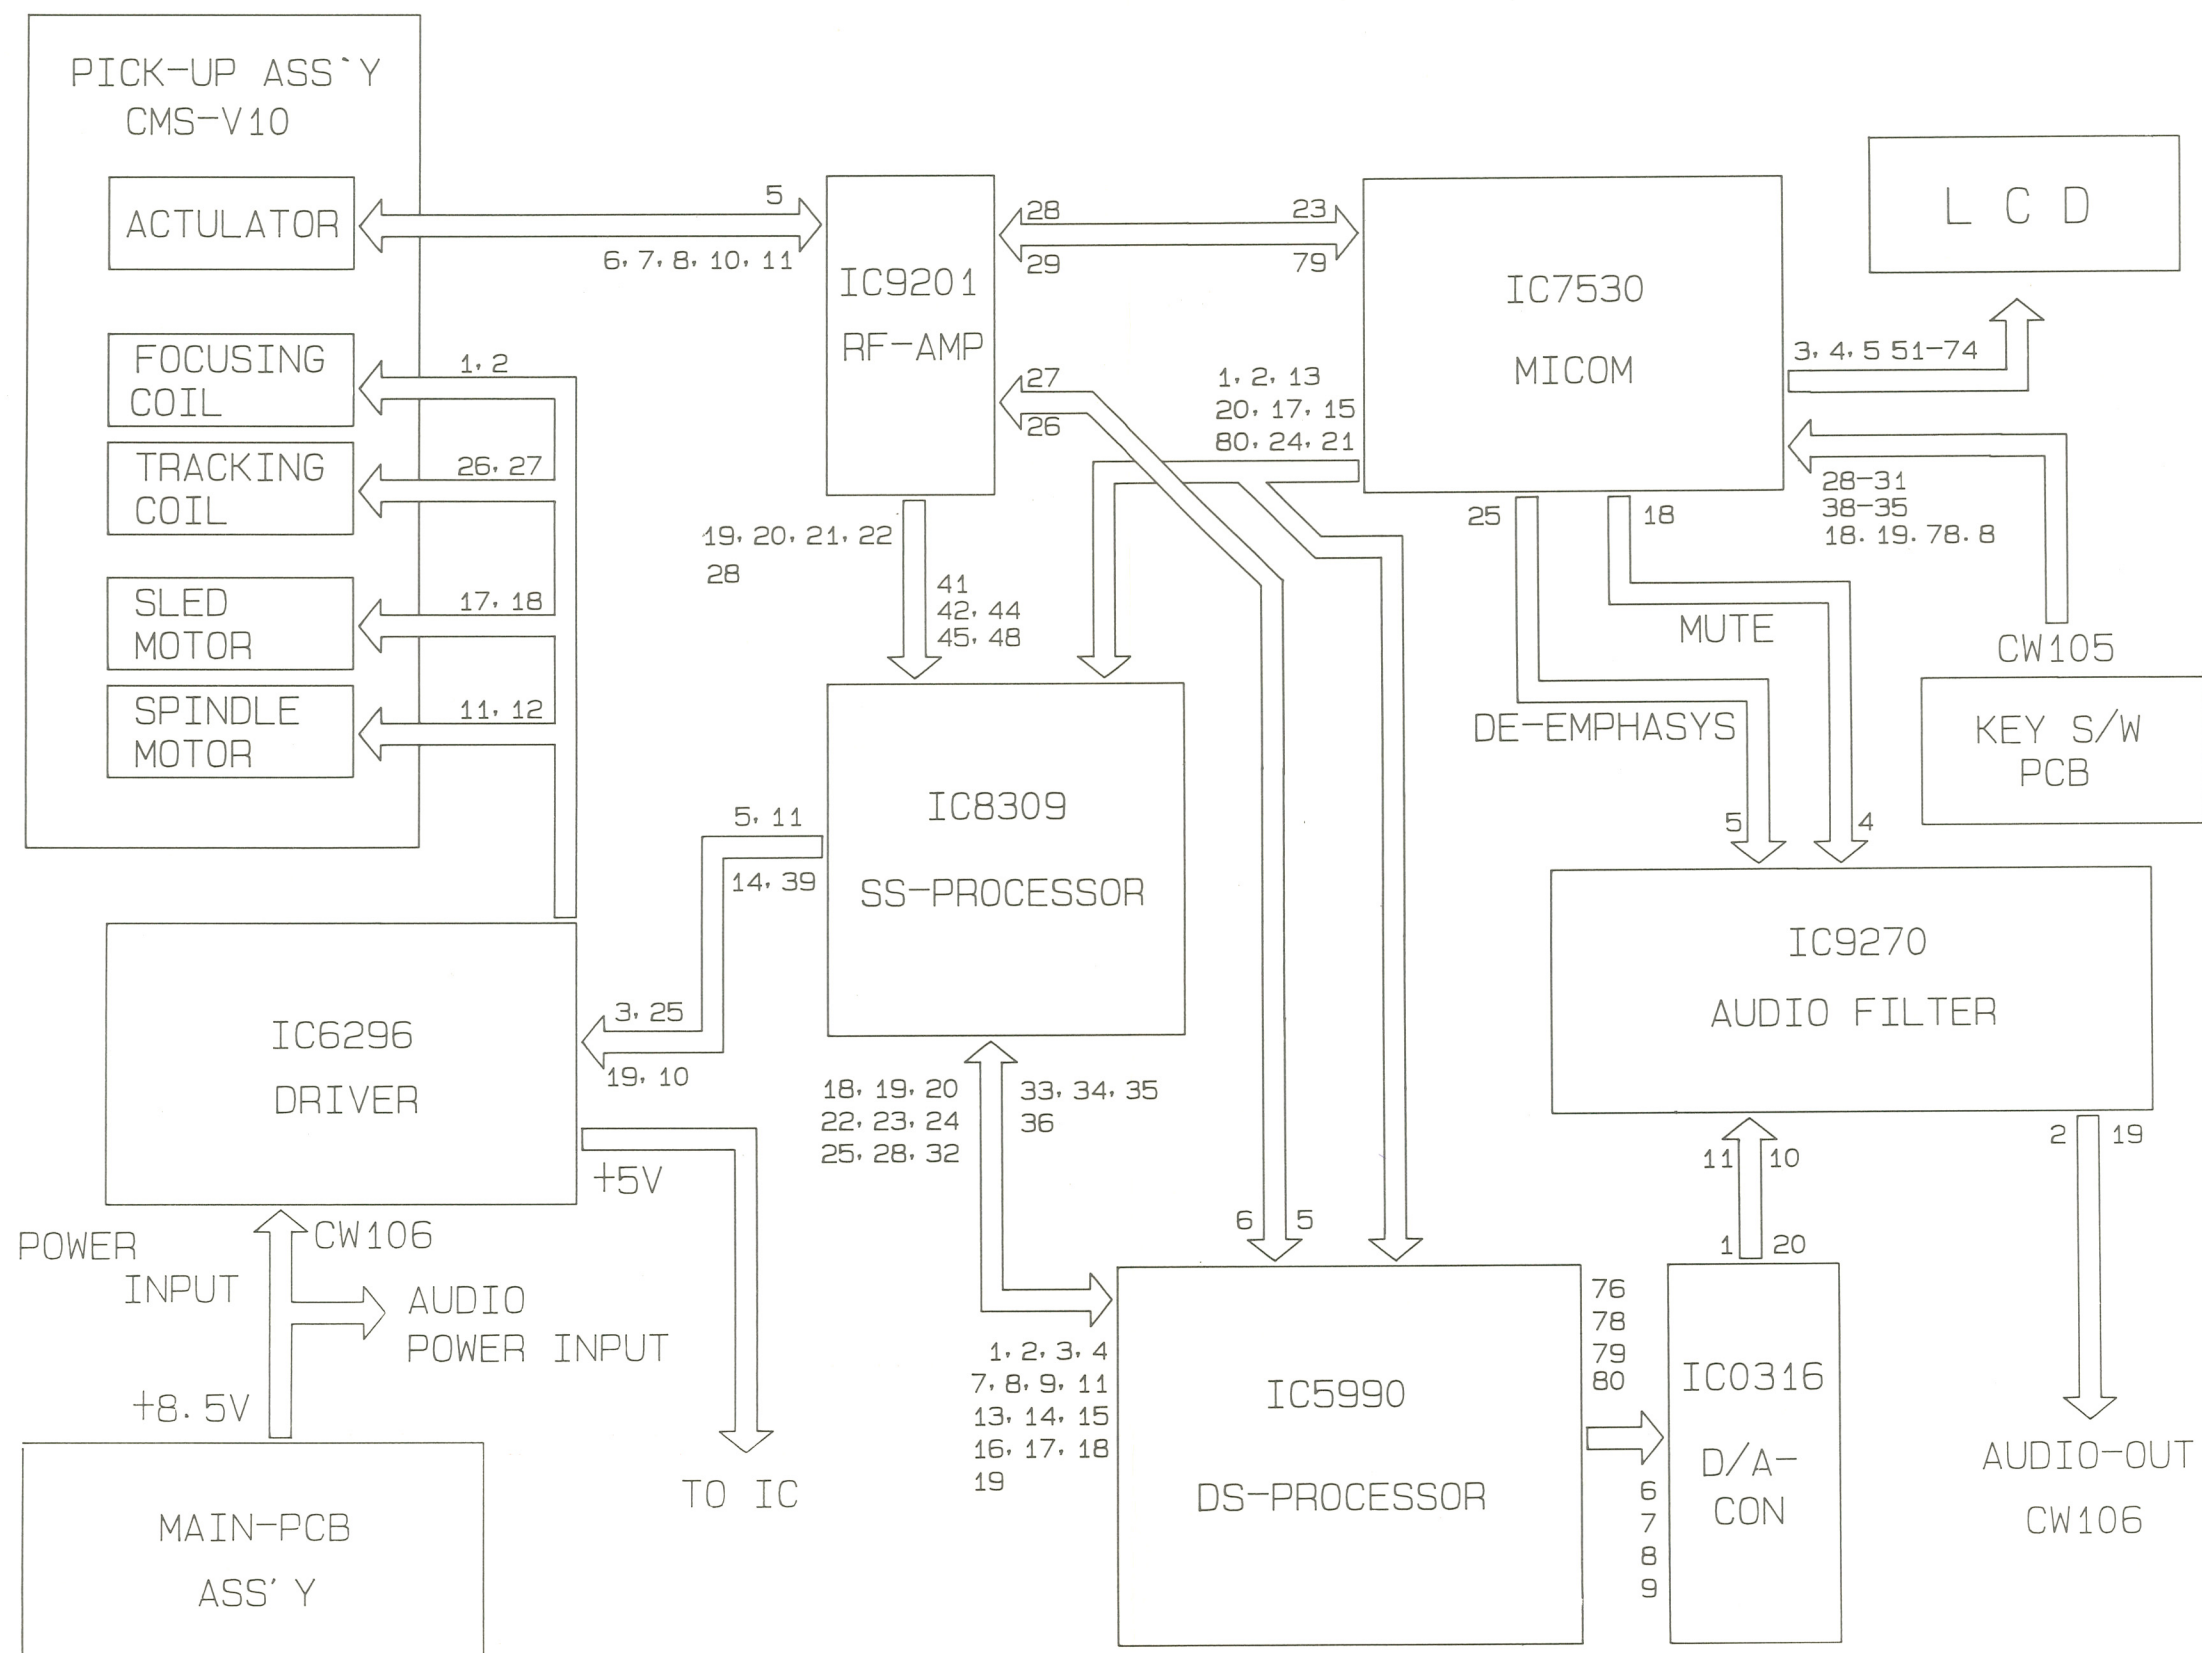 PICK-UP ASS`Y
CMS-V10
ACTULATOR
FOCUSING
COIL
TRACKING
COIL
SLED
MOTOR
SPINDLE
MOTOR
5
6, 7, 8, 10, 11
1, 2
26, 27
17, 18
11, 12
IC9201
RF-AMP
28
29
23
79
27
26
IC7530
MICOM
1, 2, 13
20, 17, 15
80, 24, 21
L C D
3, 4, 5 51-74
28-31
38-35
18. 19. 78. 8
CW105
KEY S/W
PCB
25
18
MUTE
DE-EMPHASYS
5
4
19, 20, 21, 22
28
41
42, 44
45, 48
IC8309
SS-PROCESSOR
5, 11
14, 39
3, 25
19, 10
IC6296
DRIVER
+5V
TO IC
CW106
POWER
INPUT
AUDIO
POWER INPUT
+8. 5V
MAIN-PCB
ASS' Y
18, 19, 20
22, 23, 24
25, 28, 32
33, 34, 35
36
6
5
1, 2, 3, 4
7, 8, 9, 11
13, 14, 15
16, 17, 18
19
IC5990
DS-PROCESSOR
76
78
79
80
6
7
8
9
IC0316
D/A-
CON
1
20
11
10
IC9270
AUDIO FILTER
2
19
AUDIO-OUT
CW106